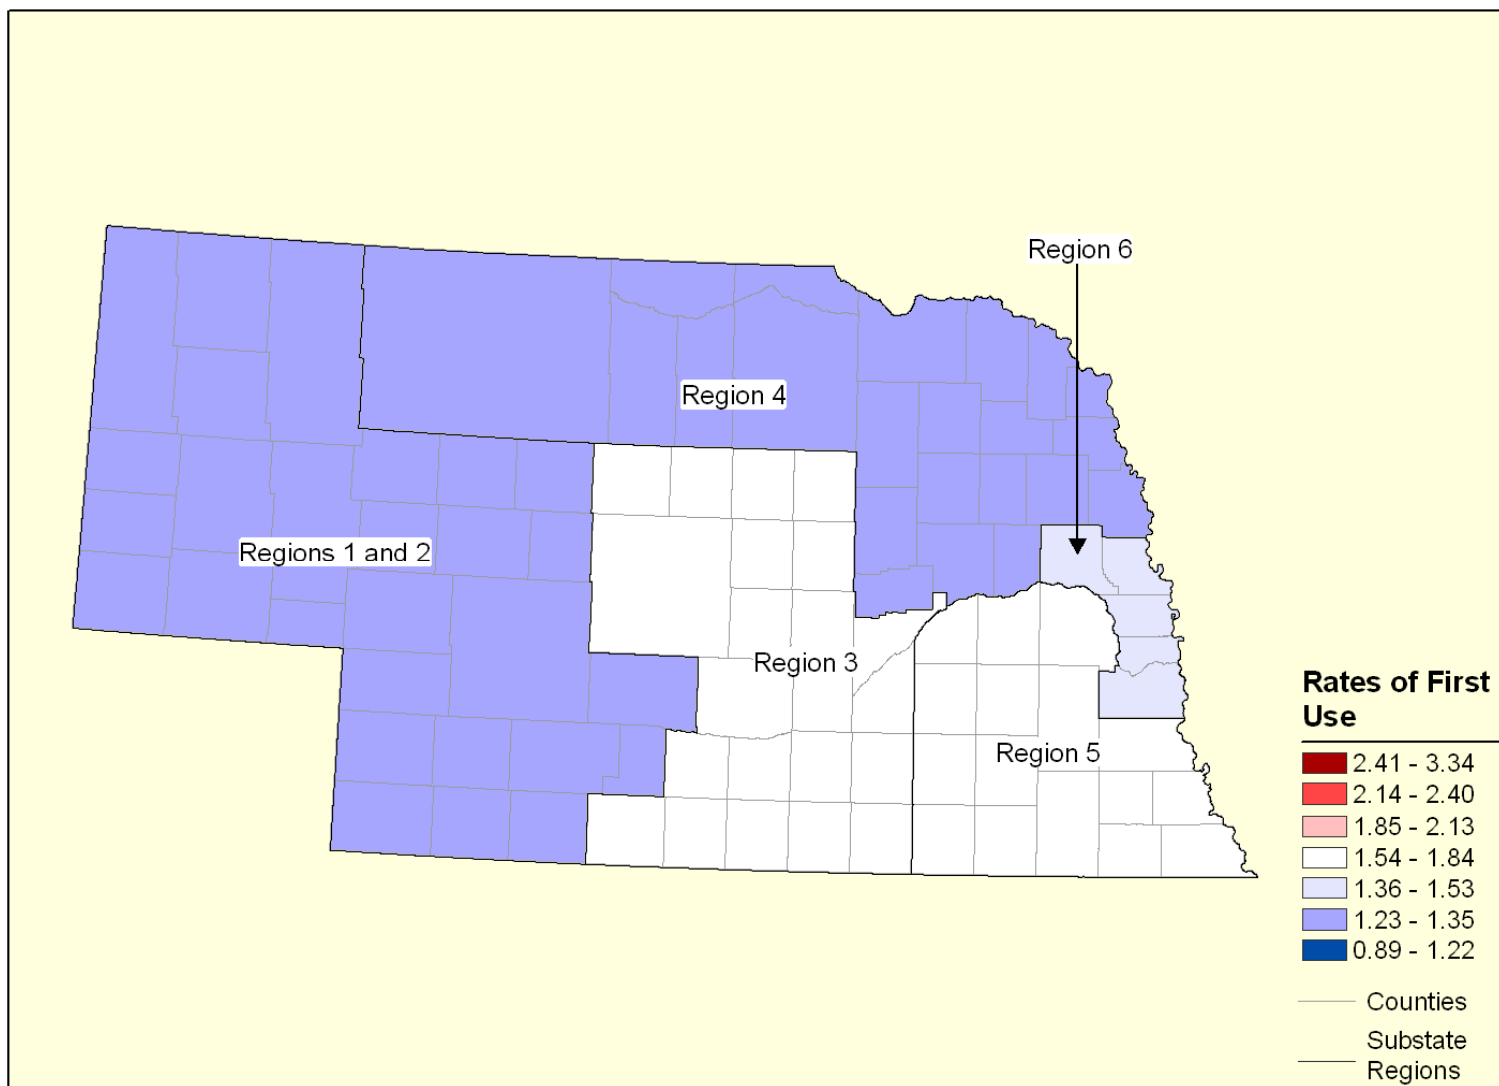 Region 6
Region 4
Regions 1 and 2
Region 3
Region 5
Rates of First
Use
2.41 - 3.34
2.14 - 2.40
1.85 - 2.13
1.54 - 1.84
1.36 - 1.53
1.23 - 1.35
0.89 - 1.22
Counties
Substate
Regions